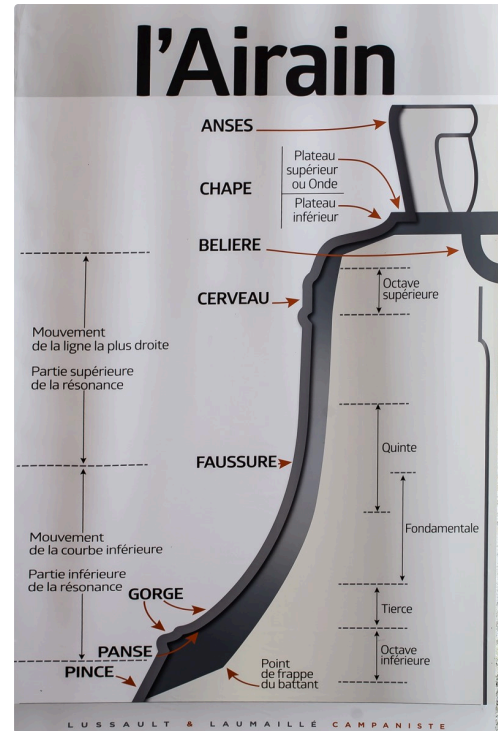 l'Airain
ANSES
CHAPE
Plateau
supérieur
ou Onde
Plateau
inférieur
BELIERE
CERVEAU
Octave
supérieure
Mouvement
de la ligne la plus droite
Partie supérieure
de la résonance
Quinte
FAUSSURE
Fondamentale
Mouvement
de la courbe inférieure
Partie inférieure
de la résonance
GORGE
Tierce
PANSE
PINCE
Point
de frappe
du battant
Octave
inférieure
LUSSAULT & LAUMAILLÉ CAMPANISTE